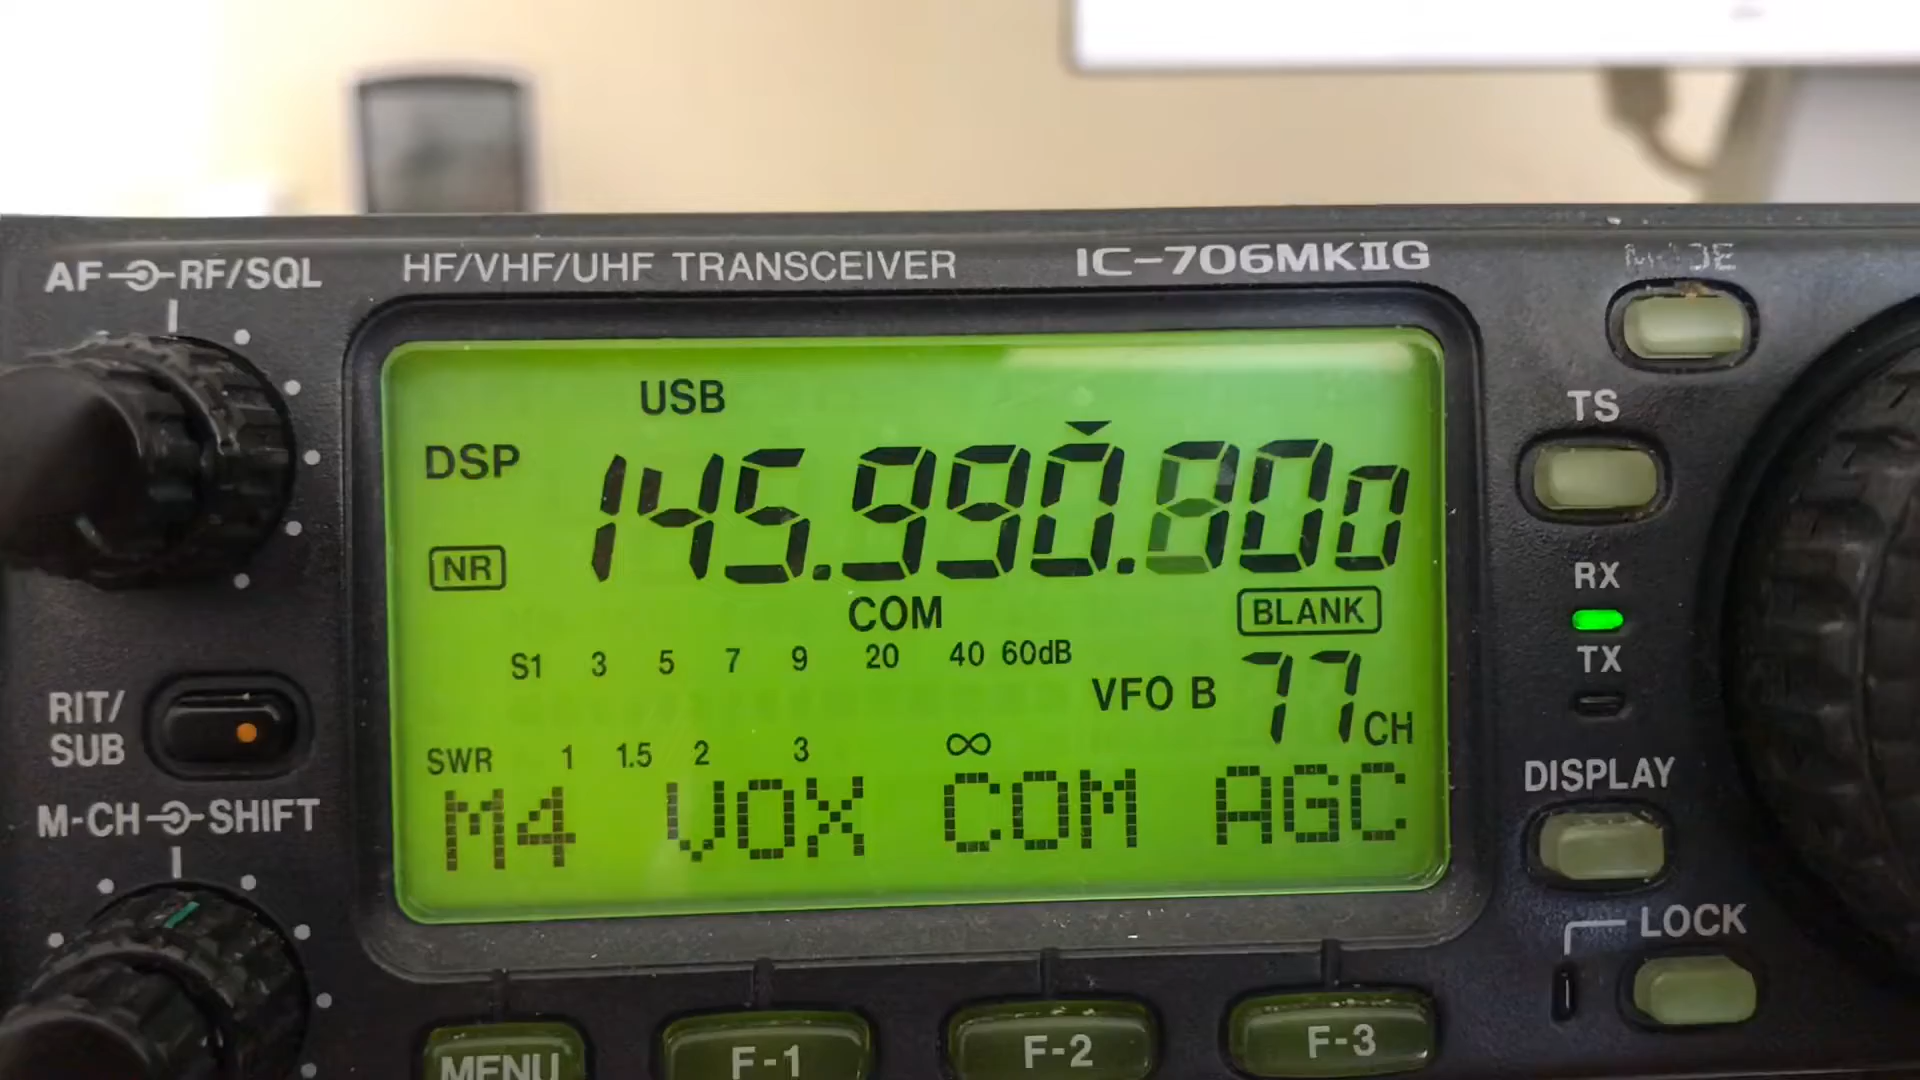 AF RF/SQL HF/VHF/UHF TRANSCEIVER IC-706MKIIG MODE
USB
TS
DSP 145.990.800
NR
RX
COM BLANK
S1 3 5 7 9 20 40 60dB
TX
VFO B 77 CH
RIT/
SUB
SWR 1 1.5 2 3 ∞
DISPLAY
M-CH SHIFT
M4 VOX COM AGC
LOCK
MENU F-1 F-2 F-3